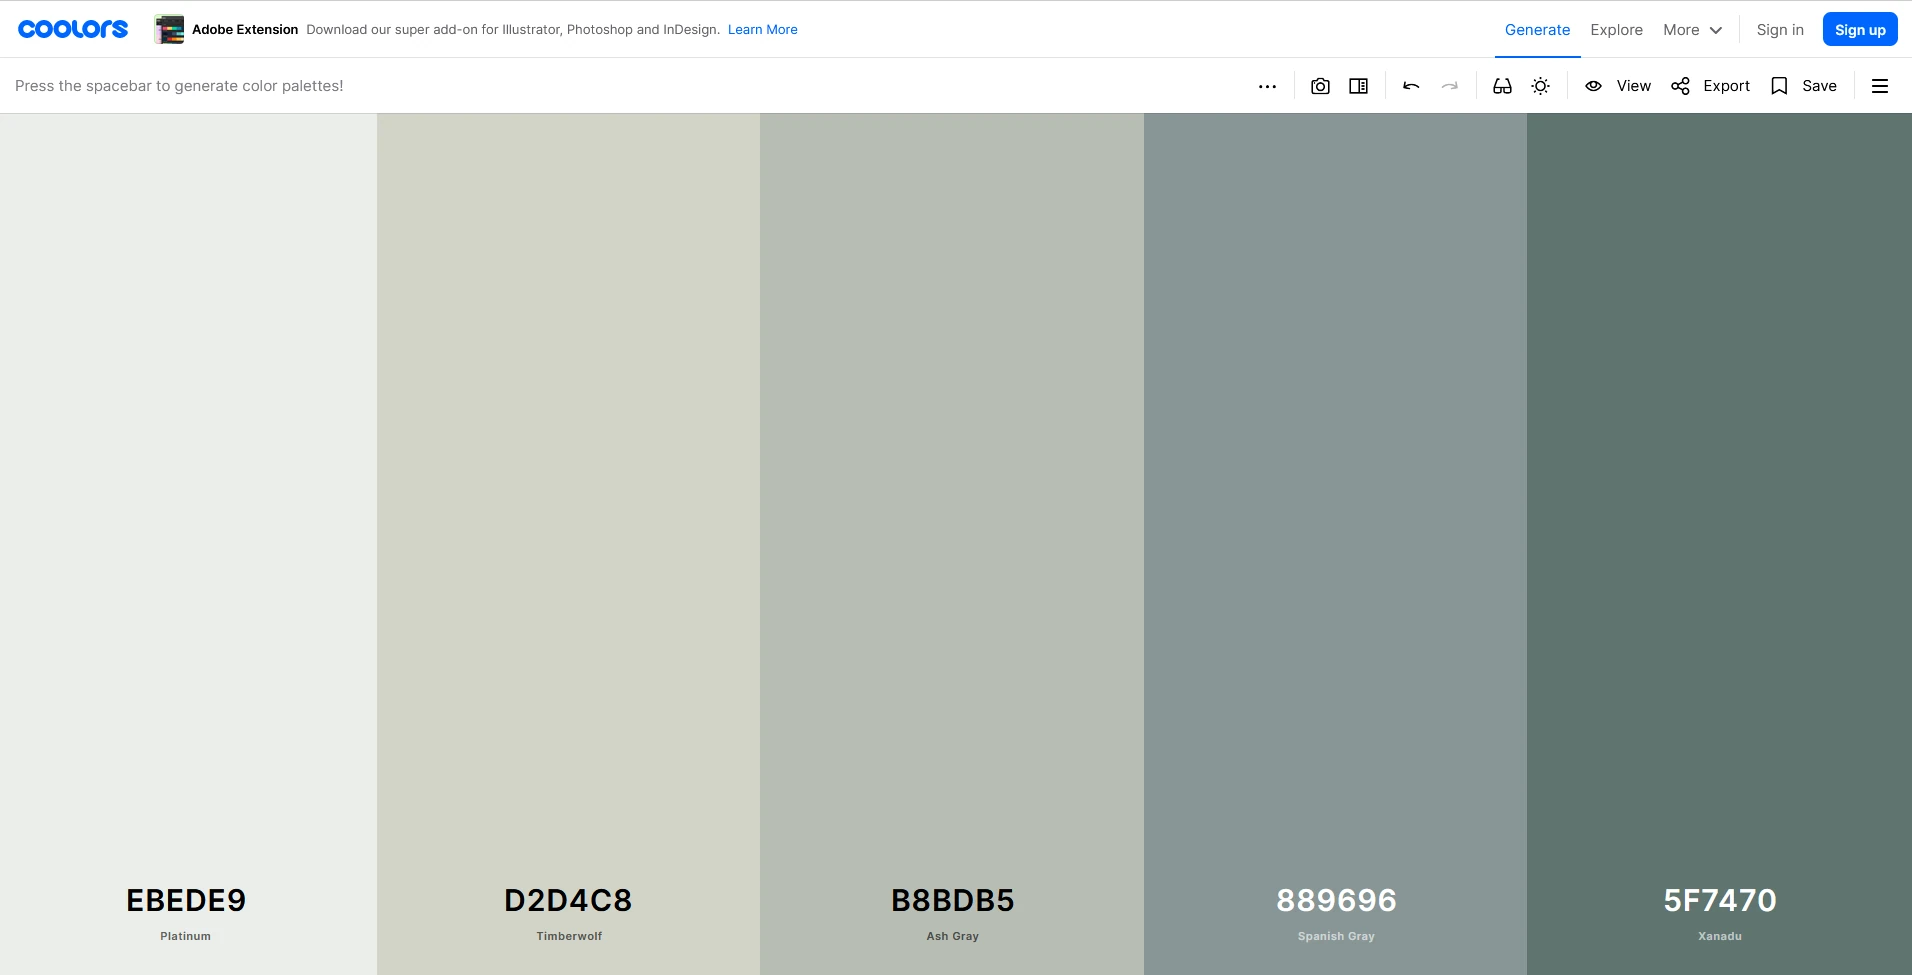 coolors
Adobe Extension Download our super add-on for Illustrator, Photoshop and InDesign. Learn More
Generate Explore More Sign in Sign up
Press the spacebar to generate color palettes!
View Export Save
EBEDE9
Platinum
D2D4C8
Timberwolf
B8BDB5
Ash Gray
889696
Spanish Gray
5F7470
Xanadu